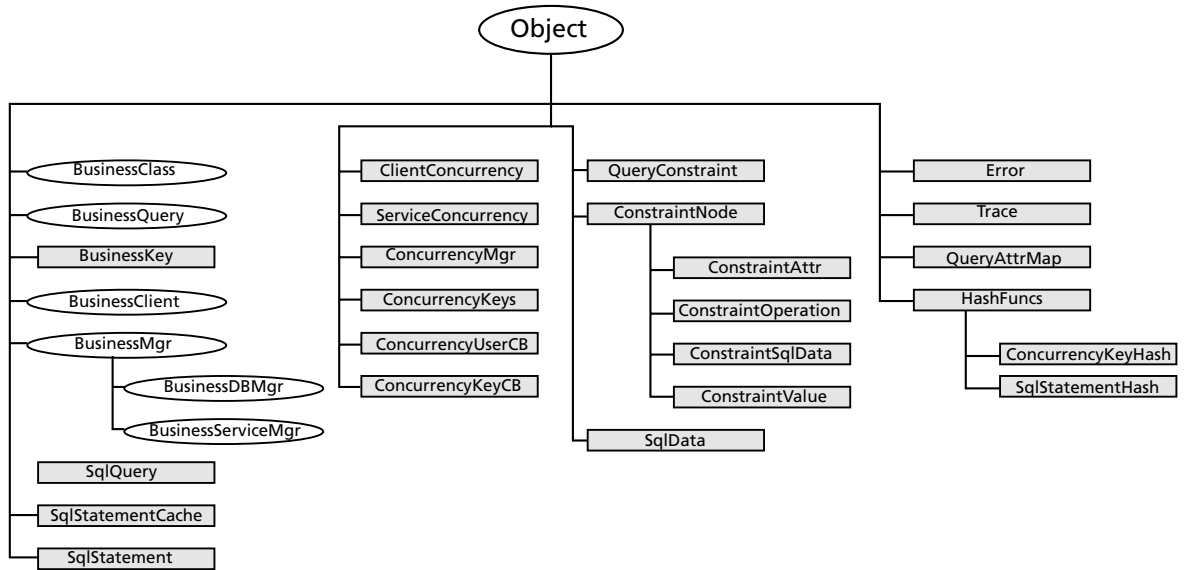 Object
BusinessClass
BusinessQuery
BusinessKey
BusinessClient
BusinessMgr
BusinessDBMgr
BusinessServiceMgr
SqlQuery
SqlStatementCache
SqlStatement
ClientConcurrency
ServiceConcurrency
ConcurrencyMgr
ConcurrencyKeys
ConcurrencyUserCB
ConcurrencyKeyCB
QueryConstraint
ConstraintNode
ConstraintAttr
ConstraintOperation
ConstraintSqlData
ConstraintValue
SqlData
Error
Trace
QueryAttrMap
HashFuncs
ConcurrencyKeyHash
SqlStatementHash